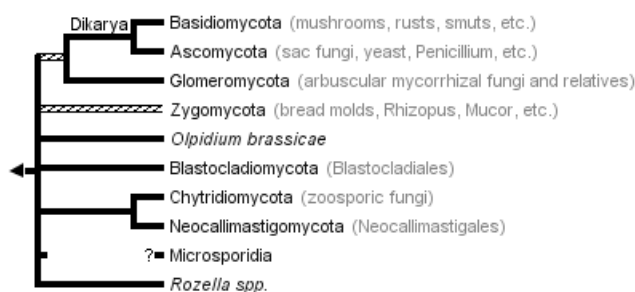 Dikarya
Basidiomycota (mushrooms, rusts, smuts, etc.)
Ascomycota (sac fungi, yeast, Penicillium, etc.)
Glomeromycota (arbuscular mycorrhizal fungi and relatives)
Zygomycota (bread molds, Rhizopus, Mucor, etc.)
Olpidium brassicae
Blastocladiomycota (Blastocladiales)
Chytridiomycota (zoosporic fungi)
Neocallimastigomycota (Neocallimastigales)
? Microsporidia
Rozella spp.